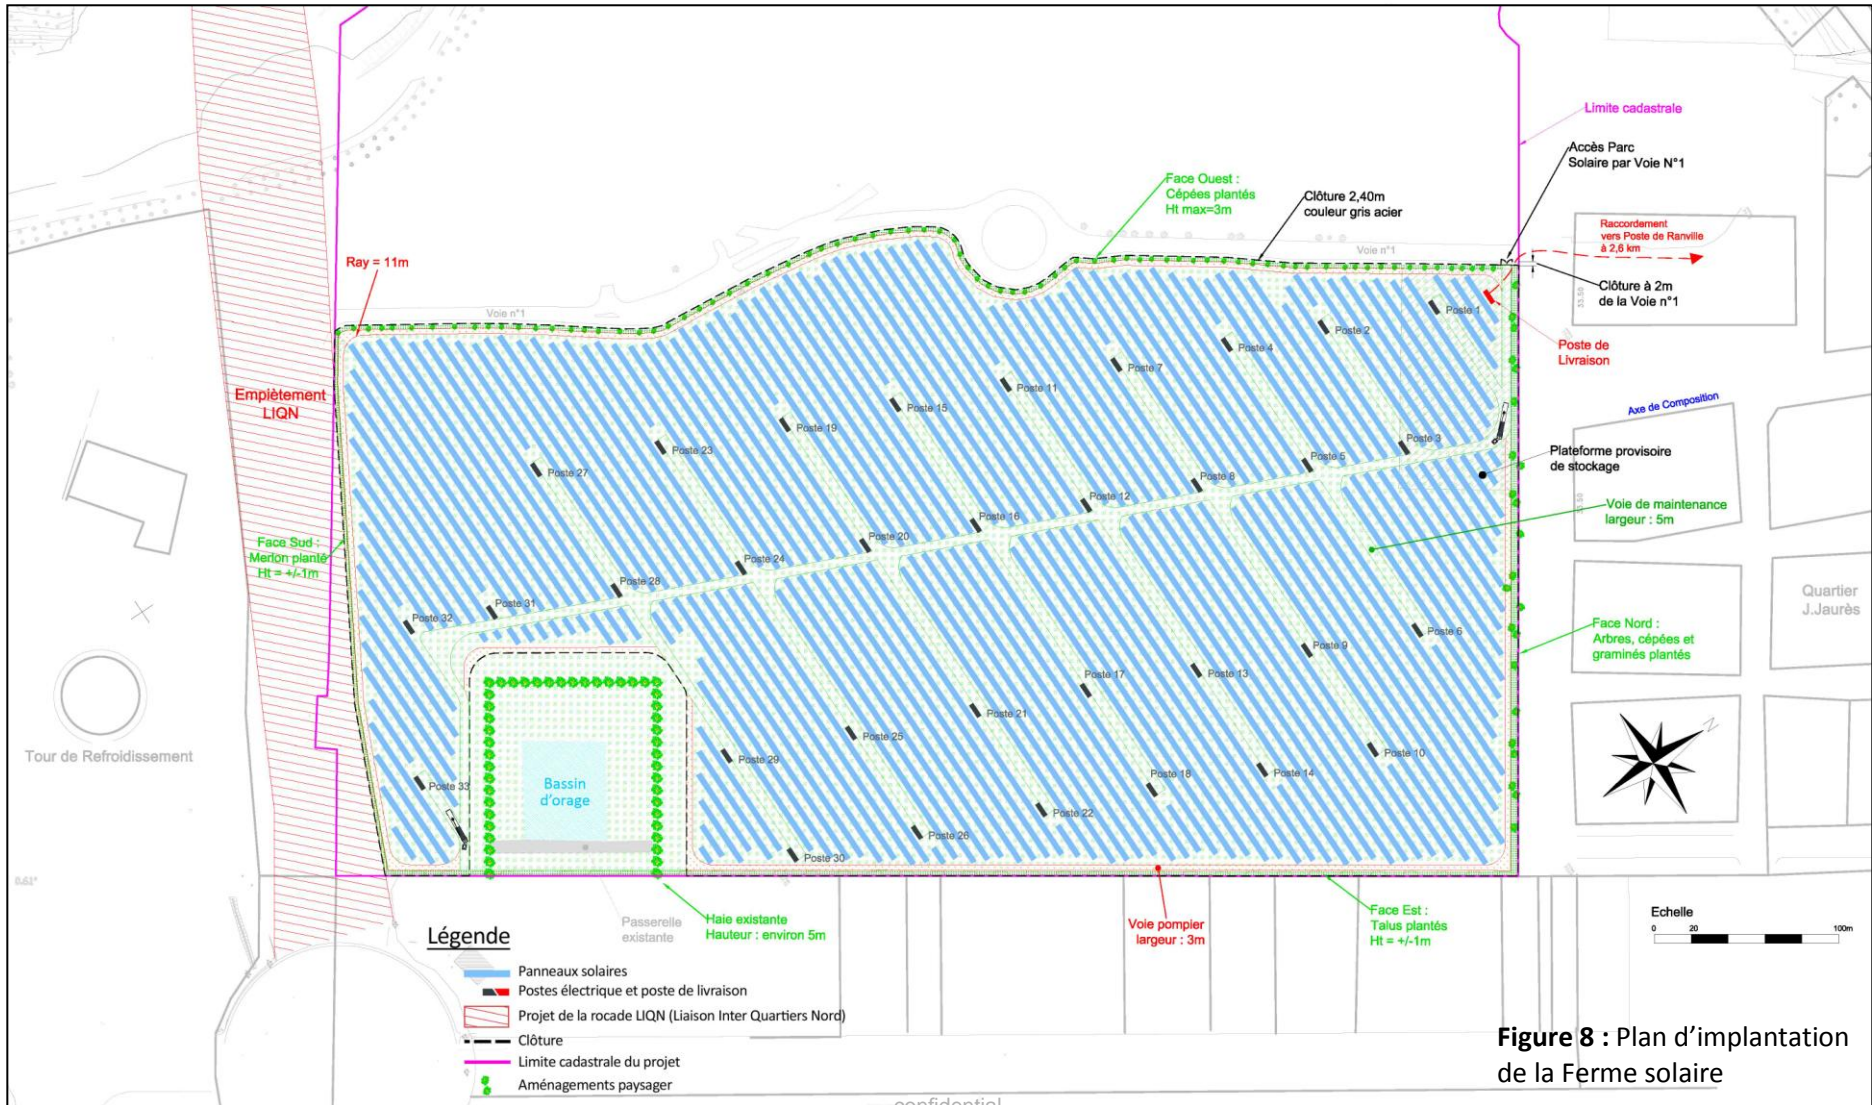 Limite cadastrale
Accès Parc
Solaire par Voie N°1
Face Ouest :
Cépées plantés
Ht max=3m
Clôture 2,40m
couleur gris acier
Raccordement
vers Poste de Ranville
à 2,6 km
Voie n°1
Ray = 11m
Clôture à 2m
de la Voie n°1
53.50
Voie n°1
Poste 1
Poste 2
Poste 4
Poste de
Livraison
Poste 7
Poste 11
Empiètement
LIQN
Poste 15
Axe de Composition
Poste 19
Poste 23
Poste 3
Plateforme provisoire
de stockage
Poste 5
Poste 27
Poste 8
Poste 12
Voie de maintenance
largeur : 5m
Poste 16
Poste 20
Face Sud :
Merlon planté
Ht = +/-1m
Poste 24
Poste 28
Quartier
J.Jaurès
Poste 31
Poste 32
Face Nord :
Arbres, cépées et
graminés plantés
Poste 6
Poste 9
Poste 13
Poste 17
Poste 21
N
Poste 25
Tour de Refroidissement
Poste 29
Poste 10
Poste 14
Poste 18
Poste 33
Bassin
d'orage
Poste 22
Poste 26
Poste 30
Passerelle
existante
Haie existante
Hauteur : environ 5m
Voie pompier
largeur : 3m
Face Est :
Talus plantés
Ht = +/-1m
Echelle
0 20 100m
Légende
Panneaux solaires
Postes électrique et poste de livraison
Projet de la rocade LIQN (Liaison Inter Quartiers Nord)
Clôture
Limite cadastrale du projet
Aménagements paysager
Figure 8 : Plan d'implantation
de la Ferme solaire
confidential